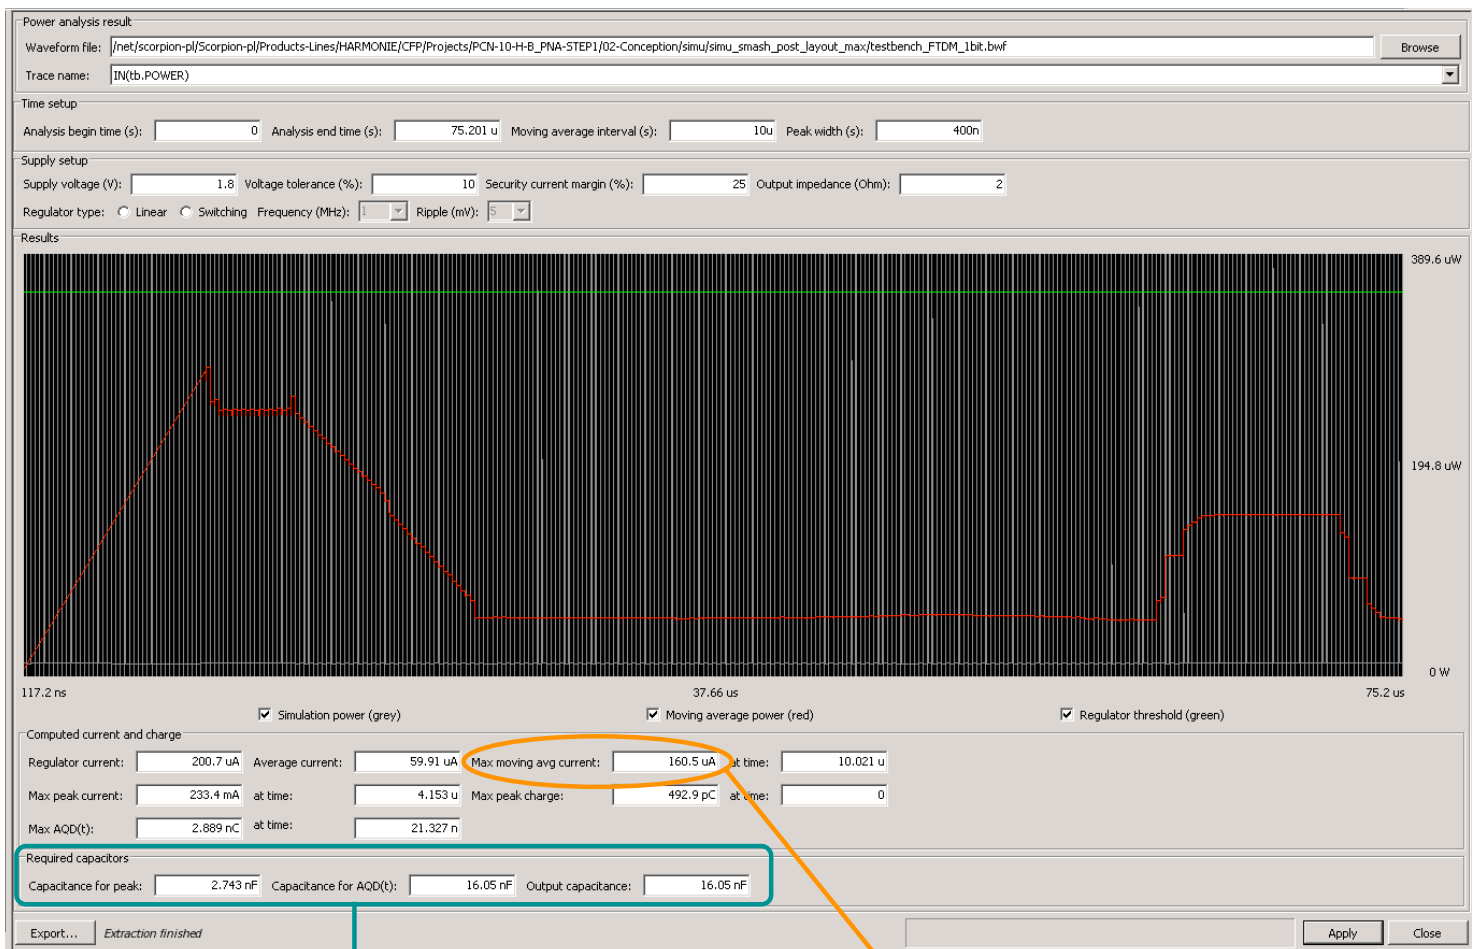 Power analysis result
Waveform file: /net/scorpion-pl/Scorpion-pl/Products-Lines/HARMONIE/CFP/Projects/PCN-10-H-B_PNA-STEP1/02-Conception/simu/simu_smash_post_layout_max/testbench_FTDM_1bit.bwf Browse
Trace name: IN(tb.POWER)
Time setup
Analysis begin time (s): 0 Analysis end time (s): 75.201 u Moving average interval (s): 10u Peak width (s): 400n
Supply setup
Supply voltage (V): 1.8 Voltage tolerance (%): 10 Security current margin (%): 25 Output impedance (Ohm): 2
Regulator type: Linear Switching Frequency (MHz): 1 Ripple (mV): 5
Results
389.6 uW
194.8 uW
0 W
117.2 ns 37.66 us 75.2 us
Simulation power (grey) Moving average power (red) Regulator threshold (green)
Computed current and charge
Regulator current: 200.7 uA Average current: 59.91 uA Max moving avg current: 160.5 uA at time: 10.021 u
Max peak current: 233.4 mA at time: 4.153 u Max peak charge: 492.9 pC at time: 0
Max AQD(t): 2.889 nC at time: 21.327 n
Required capacitors
Capacitance for peak: 2.743 nF Capacitance for AQD(t): 16.05 nF Output capacitance: 16.05 nF
Export... Extraction finished Apply Close